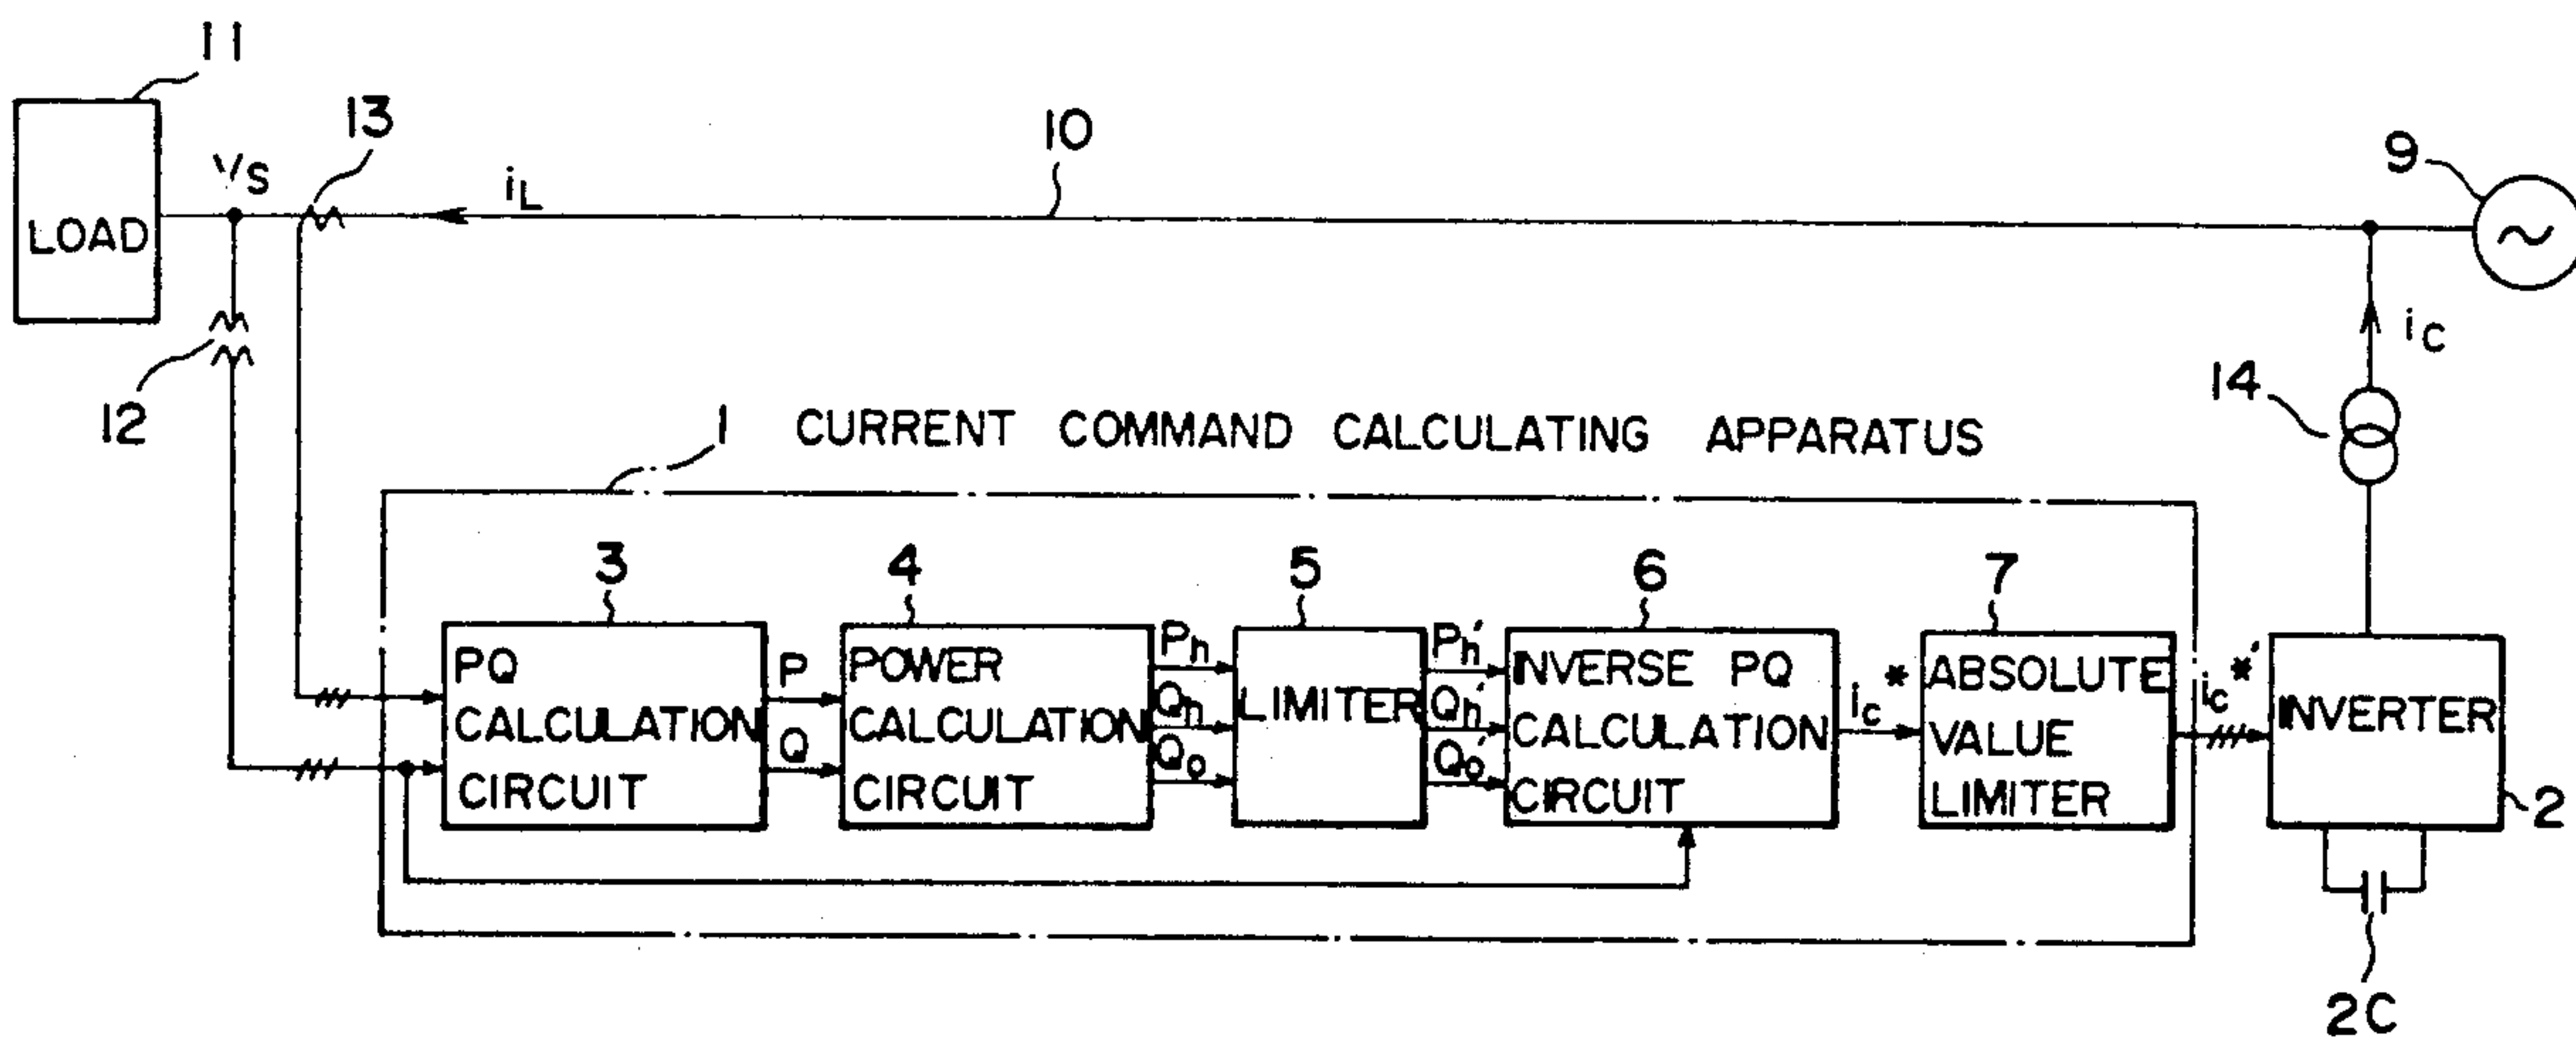 11
13
10
9
Vs
iL
LOAD
ic
14
12
1 CURRENT COMMAND CALCULATING APPARATUS
3
4
5
6
7
PQ
CALCULATION
CIRCUIT
P
Q
POWER
CALCULATION
CIRCUIT
Ph
Qh
Qo
LIMITER
Ph'
Qh'
Qo'
INVERSE PQ
CALCULATION
CIRCUIT
ic*
ABSOLUTE
VALUE
LIMITER
ic*'
INVERTER
2
2C